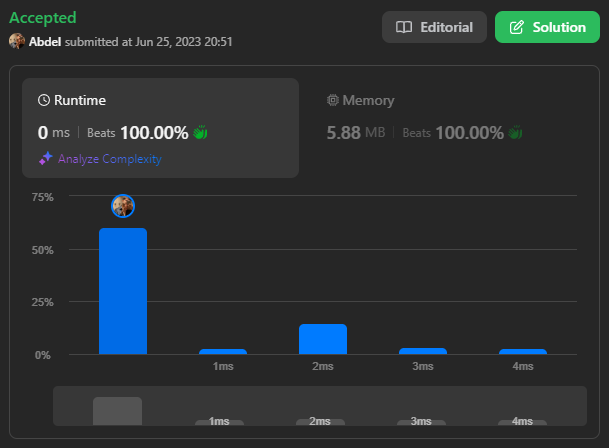 Accepted
Abdel submitted at Jun 25, 2023 20:51
Editorial
Solution
Runtime
0 ms | Beats 100.00%
Analyze Complexity
Memory
5.88 MB | Beats 100.00%
75%
50%
25%
0%
1ms 2ms 3ms 4ms
1ms 2ms 3ms 4ms